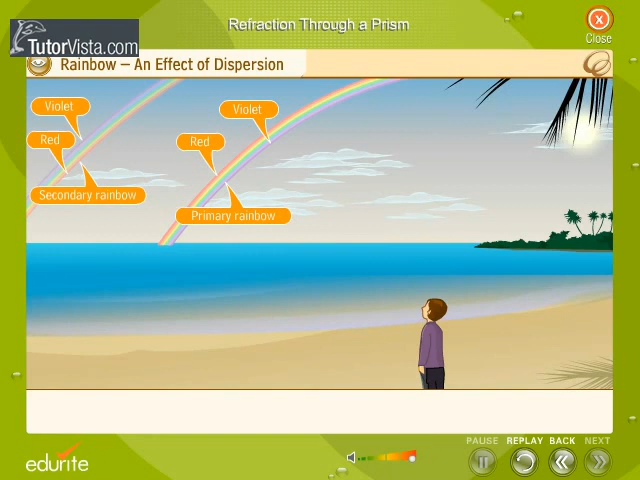 Refraction Through a Prism
X
Close
TutorVista.com
Rainbow – An Effect of Dispersion
Violet
Violet
Red
Red
Secondary rainbow
Primary rainbow
PAUSE REPLAY BACK NEXT
edurite